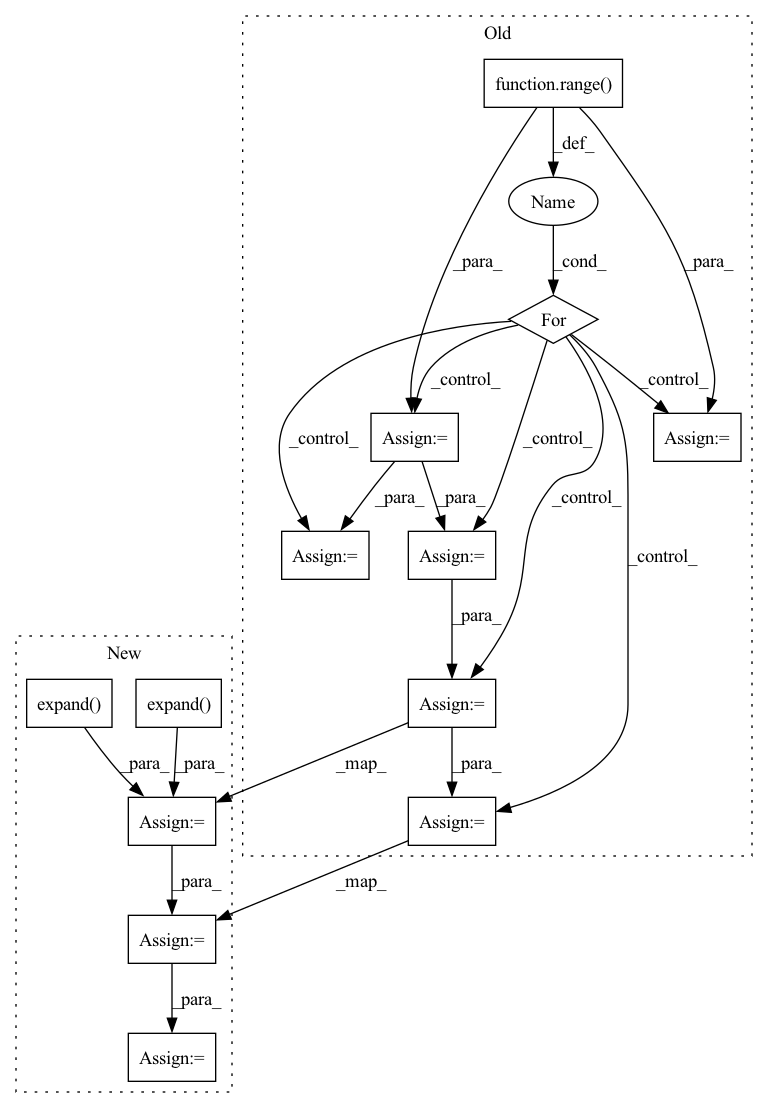 Old
function.range()
_def_
Name
_para_
_cond_
_para_
For
_control_
_control_
Assign:=
Assign:=
_control_
_control_
_para_
_para_
_control_
Assign:=
Assign:=
_control_
_para_
New
expand()
expand()
Assign:=
_para_
_para_
_map_
_para_
Assign:=
Assign:=
_para_
_map_
Assign:=
_para_
Assign:=